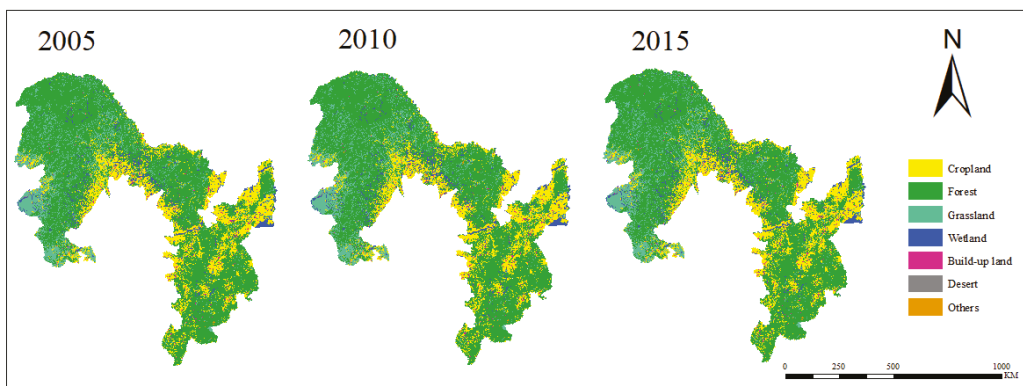 2005
2010
2015
N
Cropland
Forest
Grassland
Wetland
Build-up land
Desert
Others
0 250 500 1000
KM